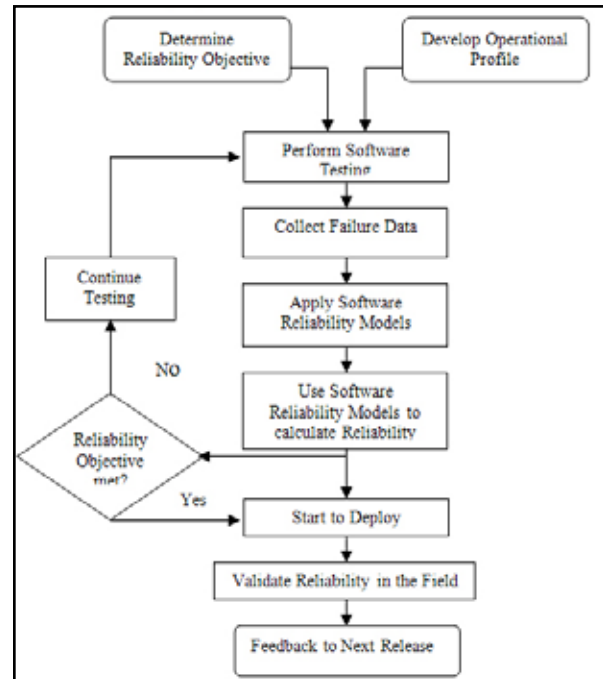 Determine
Reliability Objective
Develop Operational
Profile
Perform Software
Testing
Collect Failure Data
Continue
Testing
Apply Software
Reliability Models
NO
Use Software
Reliability Models to
calculate Reliability
Reliability
Objective
met?
Yes
Start to Deploy
Validate Reliability in the Field
Feedback to Next Release